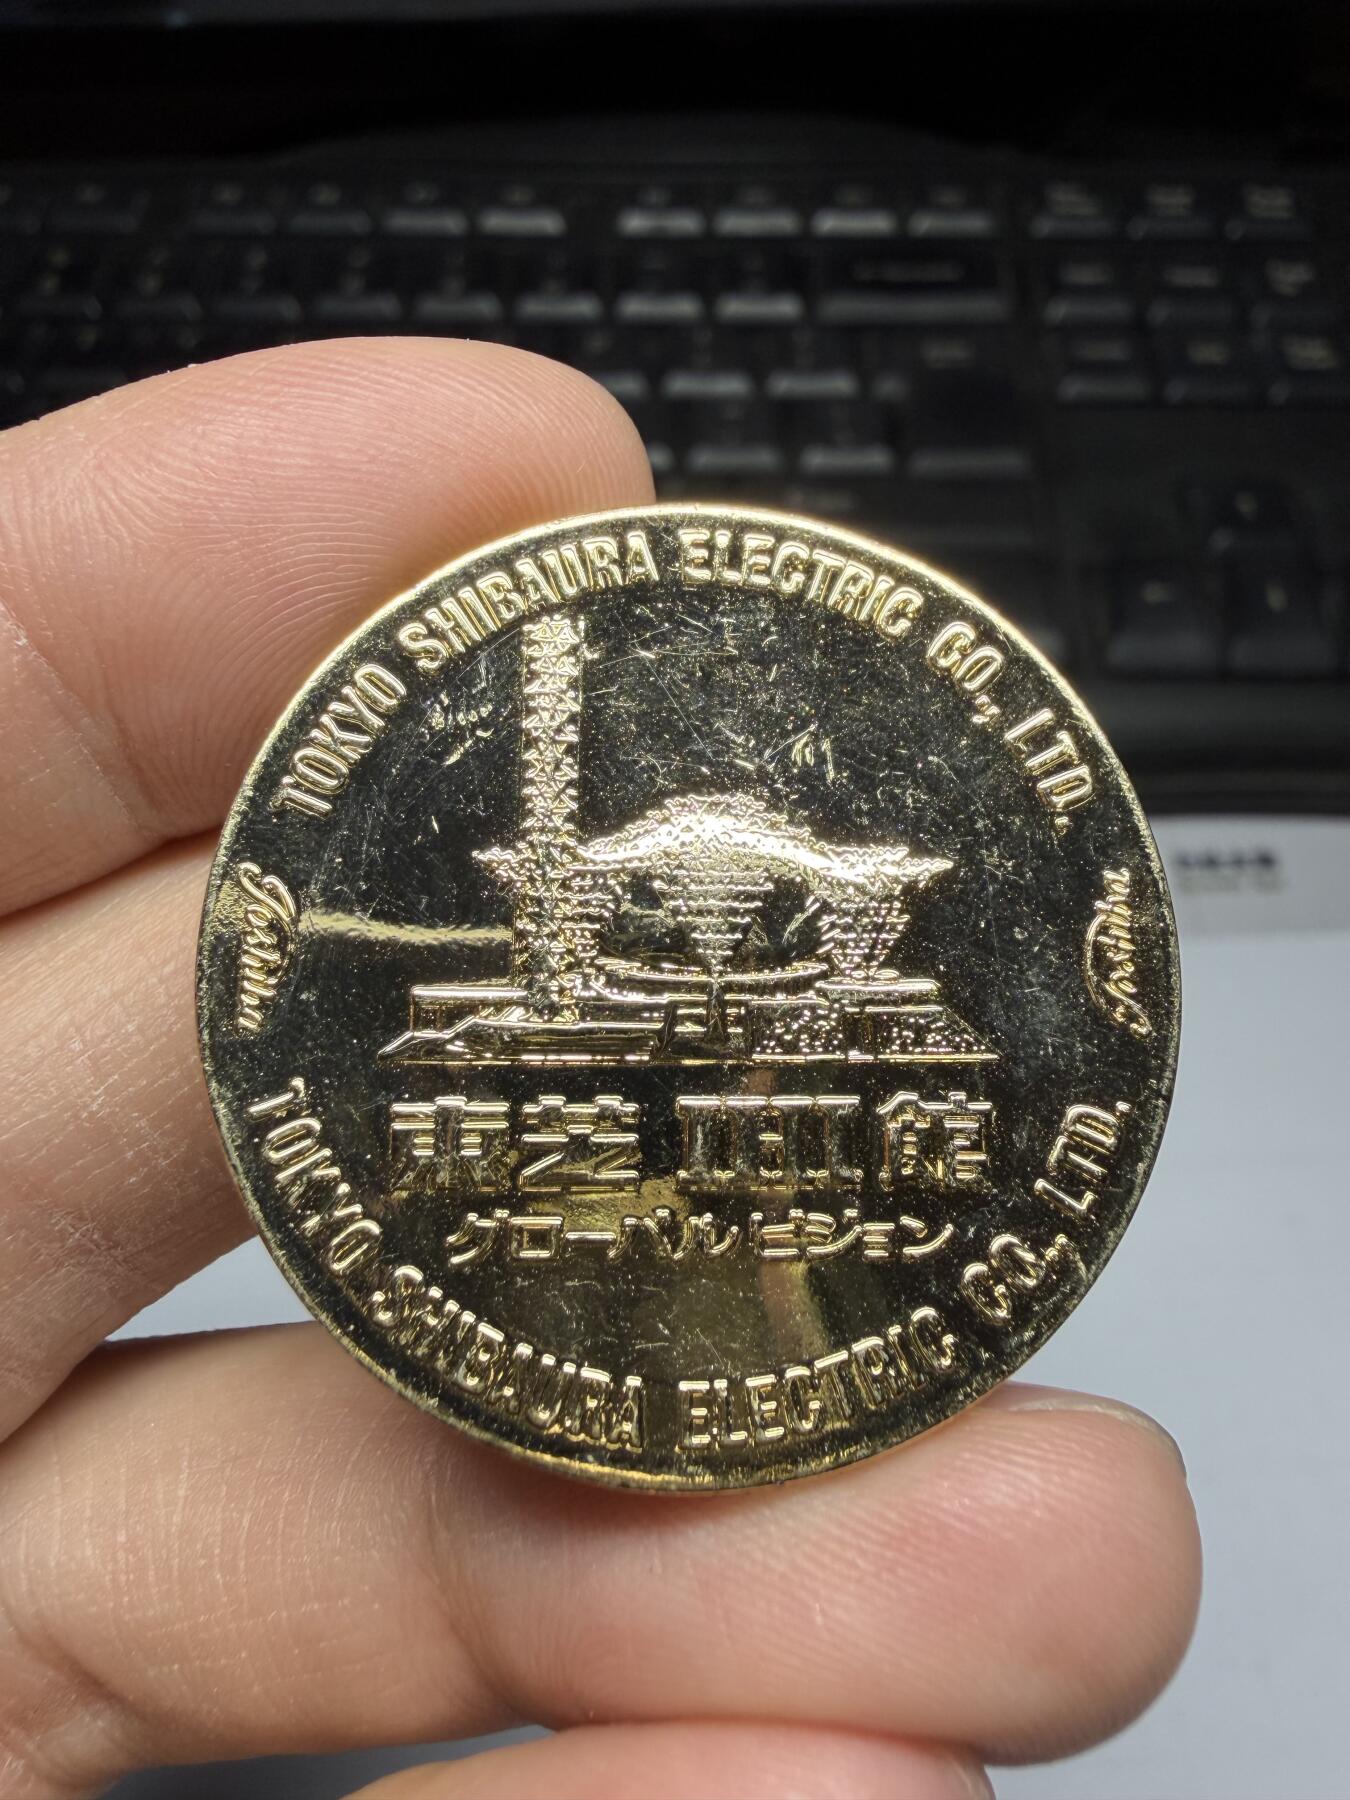 TOKYO SHIBAURA ELECTRIC CO., LTD.
Toshiba
Toshiba
東芝IHI館
グローバルビジョン
TOKYO SHIBAURA ELECTRIC CO., LTD.